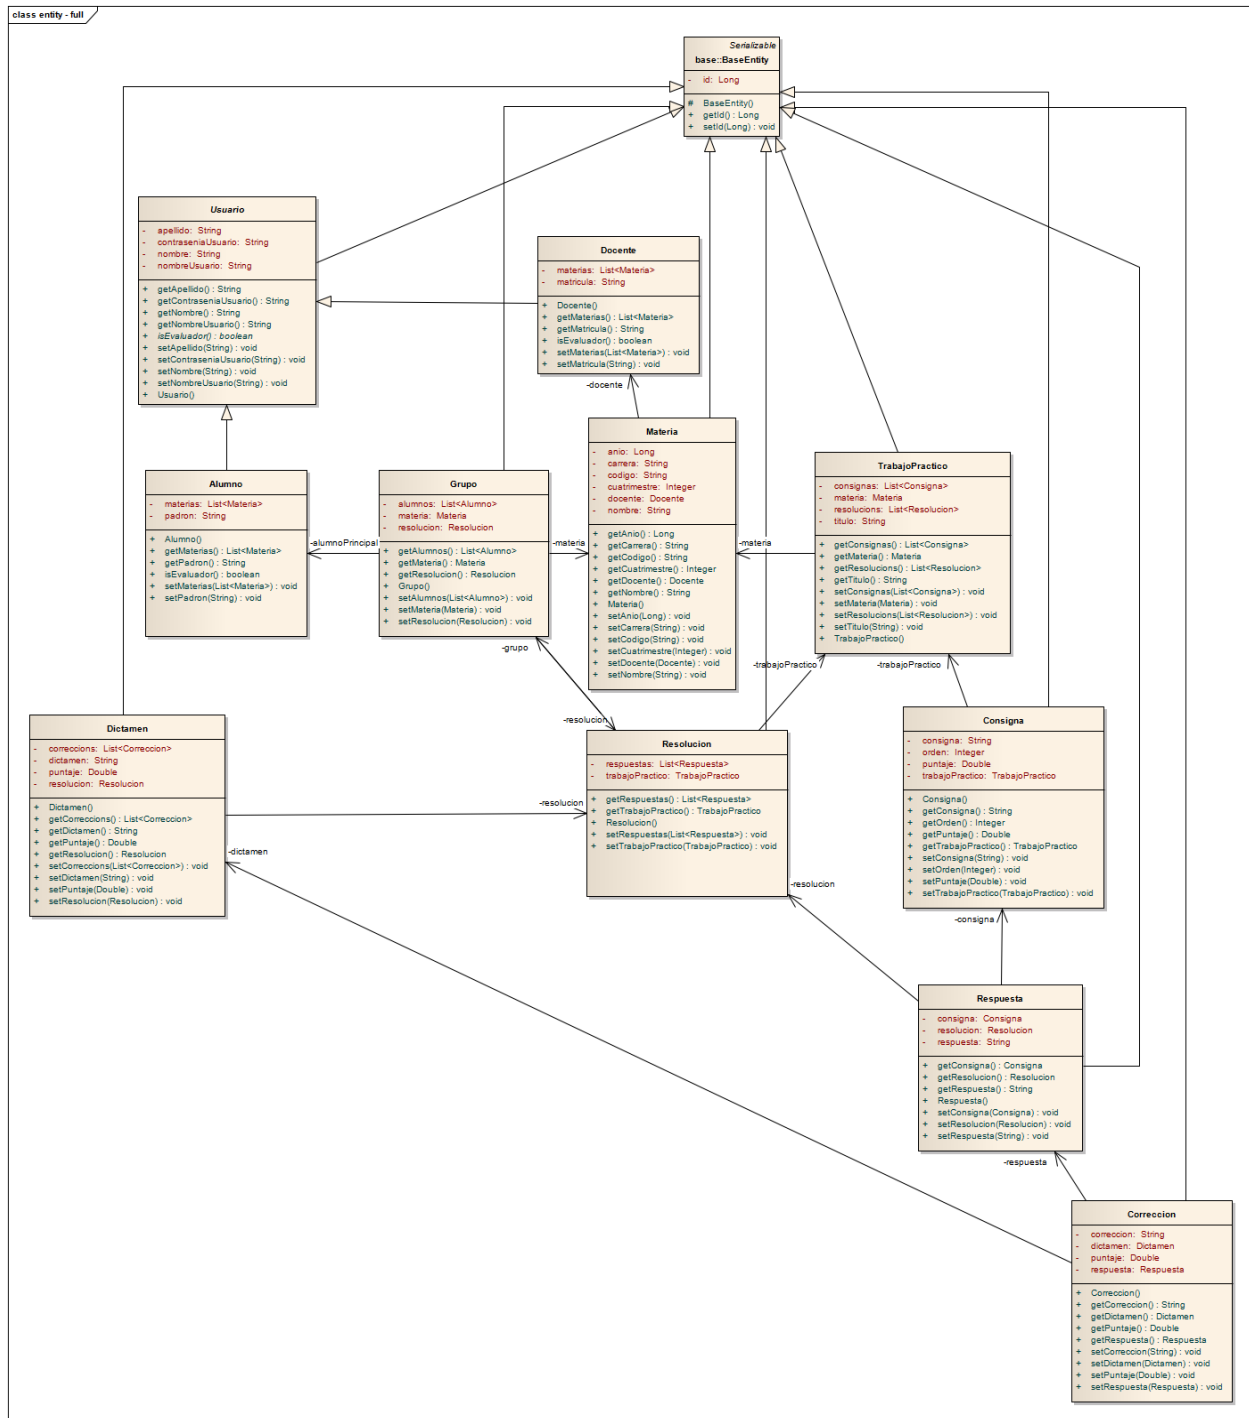 class entity - full
Serializable
base::BaseEntity
- id: Long
# BaseEntity()
+ getId() : Long
+ setId(Long) : void
Usuario
- apellido: String
- contraseniaUsuario: String
- nombre: String
- nombreUsuario: String
+ getApellido() : String
+ getContraseniaUsuario() : String
+ getNombre() : String
+ getNombreUsuario() : String
+ isEvaluador() : boolean
+ setApellido(String) : void
+ setContraseniaUsuario(String) : void
+ setNombre(String) : void
+ setNombreUsuario(String) : void
+ Usuario()
Docente
- materias: List<Materia>
- matricula: String
+ Docente()
+ getMaterias() : List<Materia>
+ getMatricula() : String
+ isEvaluador() : boolean
+ setMaterias(List<Materia>) : void
+ setMatricula(String) : void
-docente
Alumno
- materias: List<Materia>
- padron: String
+ Alumno()
+ getMaterias() : List<Materia>
+ getPadron() : String
+ isEvaluador() : boolean
+ setMaterias(List<Materia>) : void
+ setPadron(String) : void
-alumnoPrincipal
Grupo
- alumnos: List<Alumno>
- materia: Materia
- resolucion: Resolucion
+ getAlumnos() : List<Alumno>
+ getMateria() : Materia
+ getResolucion() : Resolucion
+ Grupo()
+ setAlumnos(List<Alumno>) : void
+ setMateria(Materia) : void
+ setResolucion(Resolucion) : void
-materia
-grupo
Materia
- anio: Long
- carrera: String
- codigo: String
- cuatrimestre: Integer
- docente: Docente
- nombre: String
+ getAnio() : Long
+ getCarrera() : String
+ getCodigo() : String
+ getCuatrimestre() : Integer
+ getDocente() : Docente
+ getNombre() : String
+ Materia()
+ setAnio(Long) : void
+ setCarrera(String) : void
+ setCodigo(String) : void
+ setCuatrimestre(Integer) : void
+ setDocente(Docente) : void
+ setNombre(String) : void
-materia
TrabajoPractico
- consignas: List<Consigna>
- materia: Materia
- resolucions: List<Resolucion>
- titulo: String
+ getConsignas() : List<Consigna>
+ getMateria() : Materia
+ getResolucions() : List<Resolucion>
+ getTitulo() : String
+ setConsignas(List<Consigna>) : void
+ setMateria(Materia) : void
+ setResolucions(List<Resolucion>) : void
+ setTitulo(String) : void
+ TrabajoPractico()
-trabajoPractico
-trabajoPractico
-resolucion
Dictamen
- correccions: List<Correccion>
- dictamen: String
- puntaje: Double
- resolucion: Resolucion
+ Dictamen()
+ getCorreccions() : List<Correccion>
+ getDictamen() : String
+ getPuntaje() : Double
+ getResolucion() : Resolucion
+ setCorreccions(List<Correccion>) : void
+ setDictamen(String) : void
+ setPuntaje(Double) : void
+ setResolucion(Resolucion) : void
-resolucion
-dictamen
Resolucion
- respuestas: List<Respuesta>
- trabajoPractico: TrabajoPractico
+ getRespuestas() : List<Respuesta>
+ getTrabajoPractico() : TrabajoPractico
+ Resolucion()
+ setRespuestas(List<Respuesta>) : void
+ setTrabajoPractico(TrabajoPractico) : void
-resolucion
Consigna
- consigna: String
- orden: Integer
- puntaje: Double
- trabajoPractico: TrabajoPractico
+ Consigna()
+ getConsigna() : String
+ getOrden() : Integer
+ getPuntaje() : Double
+ getTrabajoPractico() : TrabajoPractico
+ setConsigna(String) : void
+ setOrden(Integer) : void
+ setPuntaje(Double) : void
+ setTrabajoPractico(TrabajoPractico) : void
-consigna
Respuesta
- consigna: Consigna
- resolucion: Resolucion
- respuesta: String
+ getConsigna() : Consigna
+ getResolucion() : Resolucion
+ getRespuesta() : String
+ Respuesta()
+ setConsigna(Consigna) : void
+ setResolucion(Resolucion) : void
+ setRespuesta(String) : void
-respuesta
Correccion
- correccion: String
- dictamen: Dictamen
- puntaje: Double
- respuesta: Respuesta
+ Correccion()
+ getCorreccion() : String
+ getDictamen() : Dictamen
+ getPuntaje() : Double
+ getRespuesta() : Respuesta
+ setCorreccion(String) : void
+ setDictamen(Dictamen) : void
+ setPuntaje(Double) : void
+ setRespuesta(Respuesta) : void